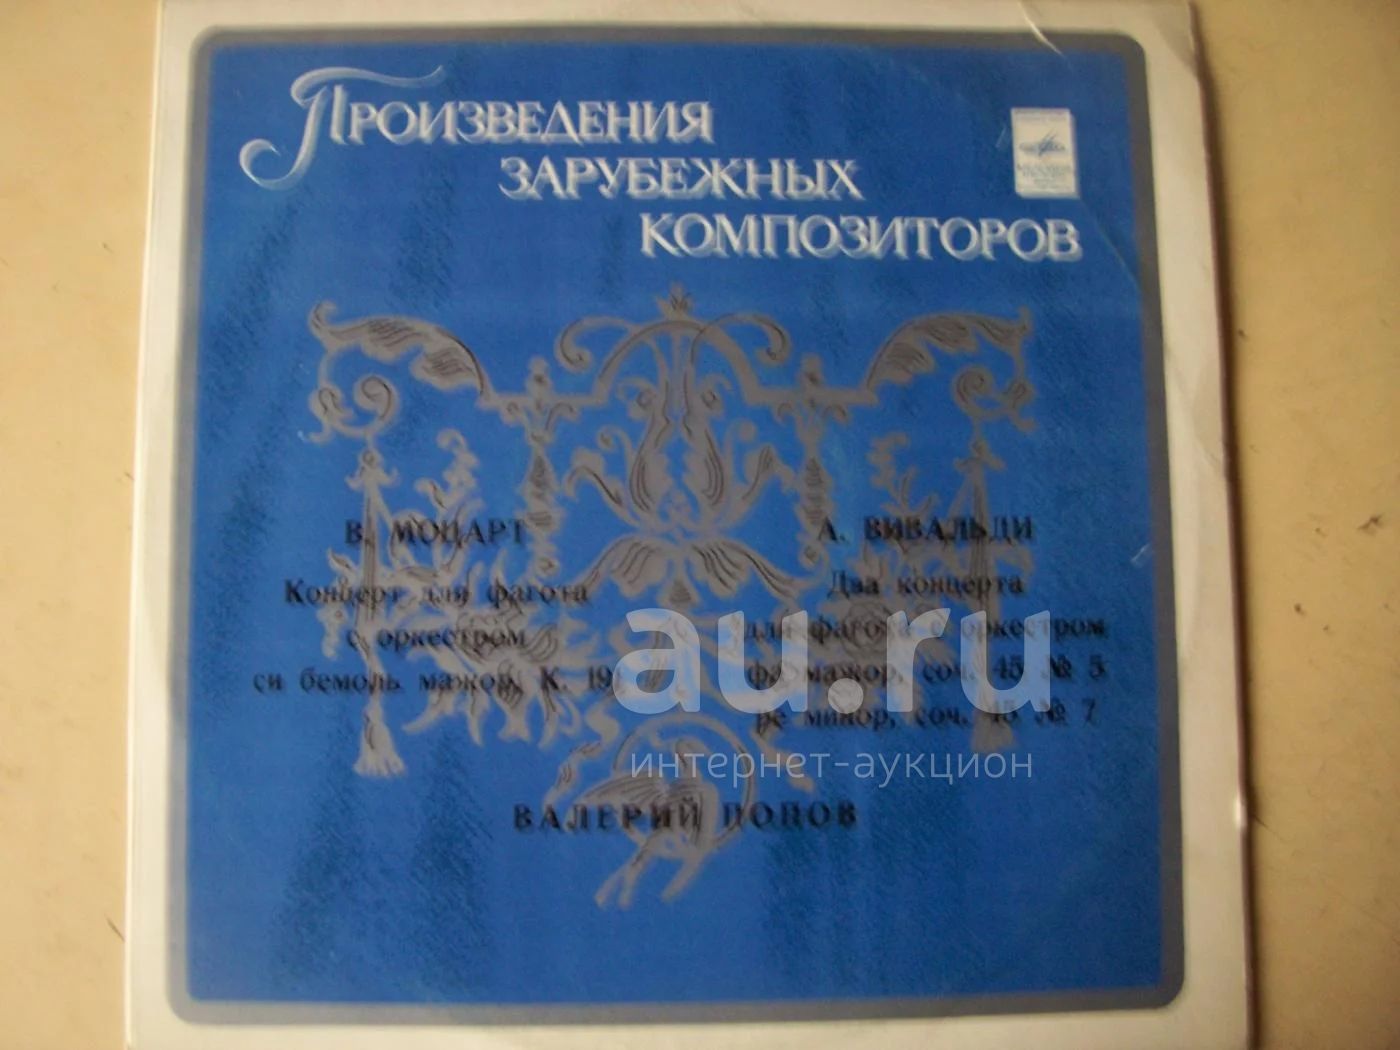 ПРОИЗВЕДЕНИЯ
ЗАРУБЕЖНЫХ
КОМПОЗИТОРОВ
В. МОЦАРТ
Концерт для фагота
с оркестром
си бемоль мажор, К. 191
А. ВИВАЛЬДИ
Два концерта
для фагота с оркестром
фа мажор, соч. 45 № 5
ре минор, соч. 45 № 7
ВАЛЕРИЙ ПОПОВ
au.ru
интернет-аукцион